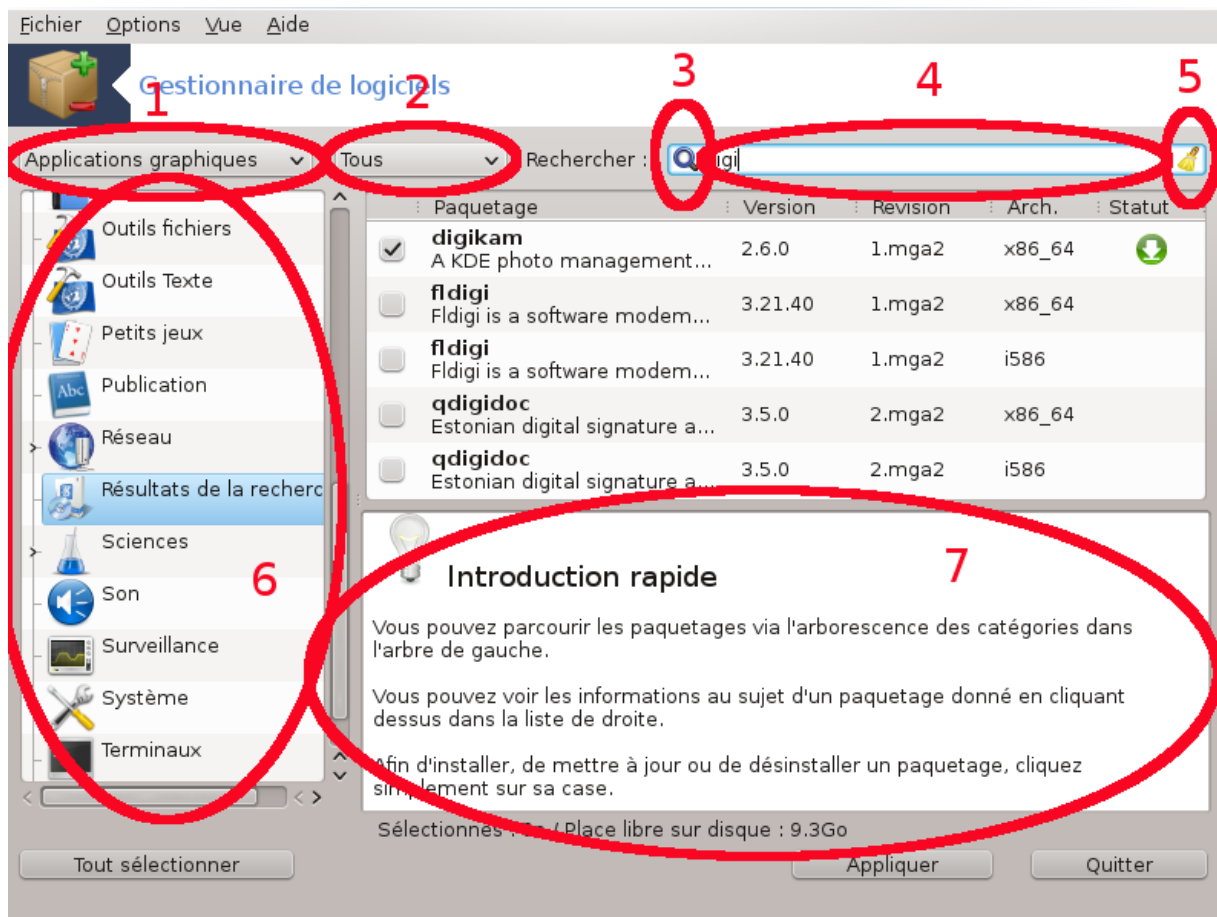 Fichier Options Vue Aide
Gestionnaire de logiciels
1 2 3 4 5
Applications graphiques Tous Rechercher : digi
Paquetage Version Révision Arch. Statut
Outils fichiers
Outils Texte
Petits jeux
Publication
Abc
Réseau
Résultats de la recherc
Sciences
Son
Surveillance
Système
Terminaux
6
digikam
A KDE photo management...
2.6.0 1.mga2 x86_64
fldigi
Fldigi is a software modem...
3.21.40 1.mga2 x86_64
fldigi
Fldigi is a software modem...
3.21.40 1.mga2 i586
qdigidoc
Estonian digital signature a...
3.5.0 2.mga2 x86_64
qdigidoc
Estonian digital signature a...
3.5.0 2.mga2 i586
7
Introduction rapide
Vous pouvez parcourir les paquetages via l'arborescence des catégories dans
l'arbre de gauche.
Vous pouvez voir les informations au sujet d'un paquetage donné en cliquant
dessus dans la liste de droite.
Afin d'installer, de mettre à jour ou de désinstaller un paquetage, cliquez
simplement sur sa case.
Sélectionnés : / Place libre sur disque : 9.3Go
Tout sélectionner Appliquer Quitter